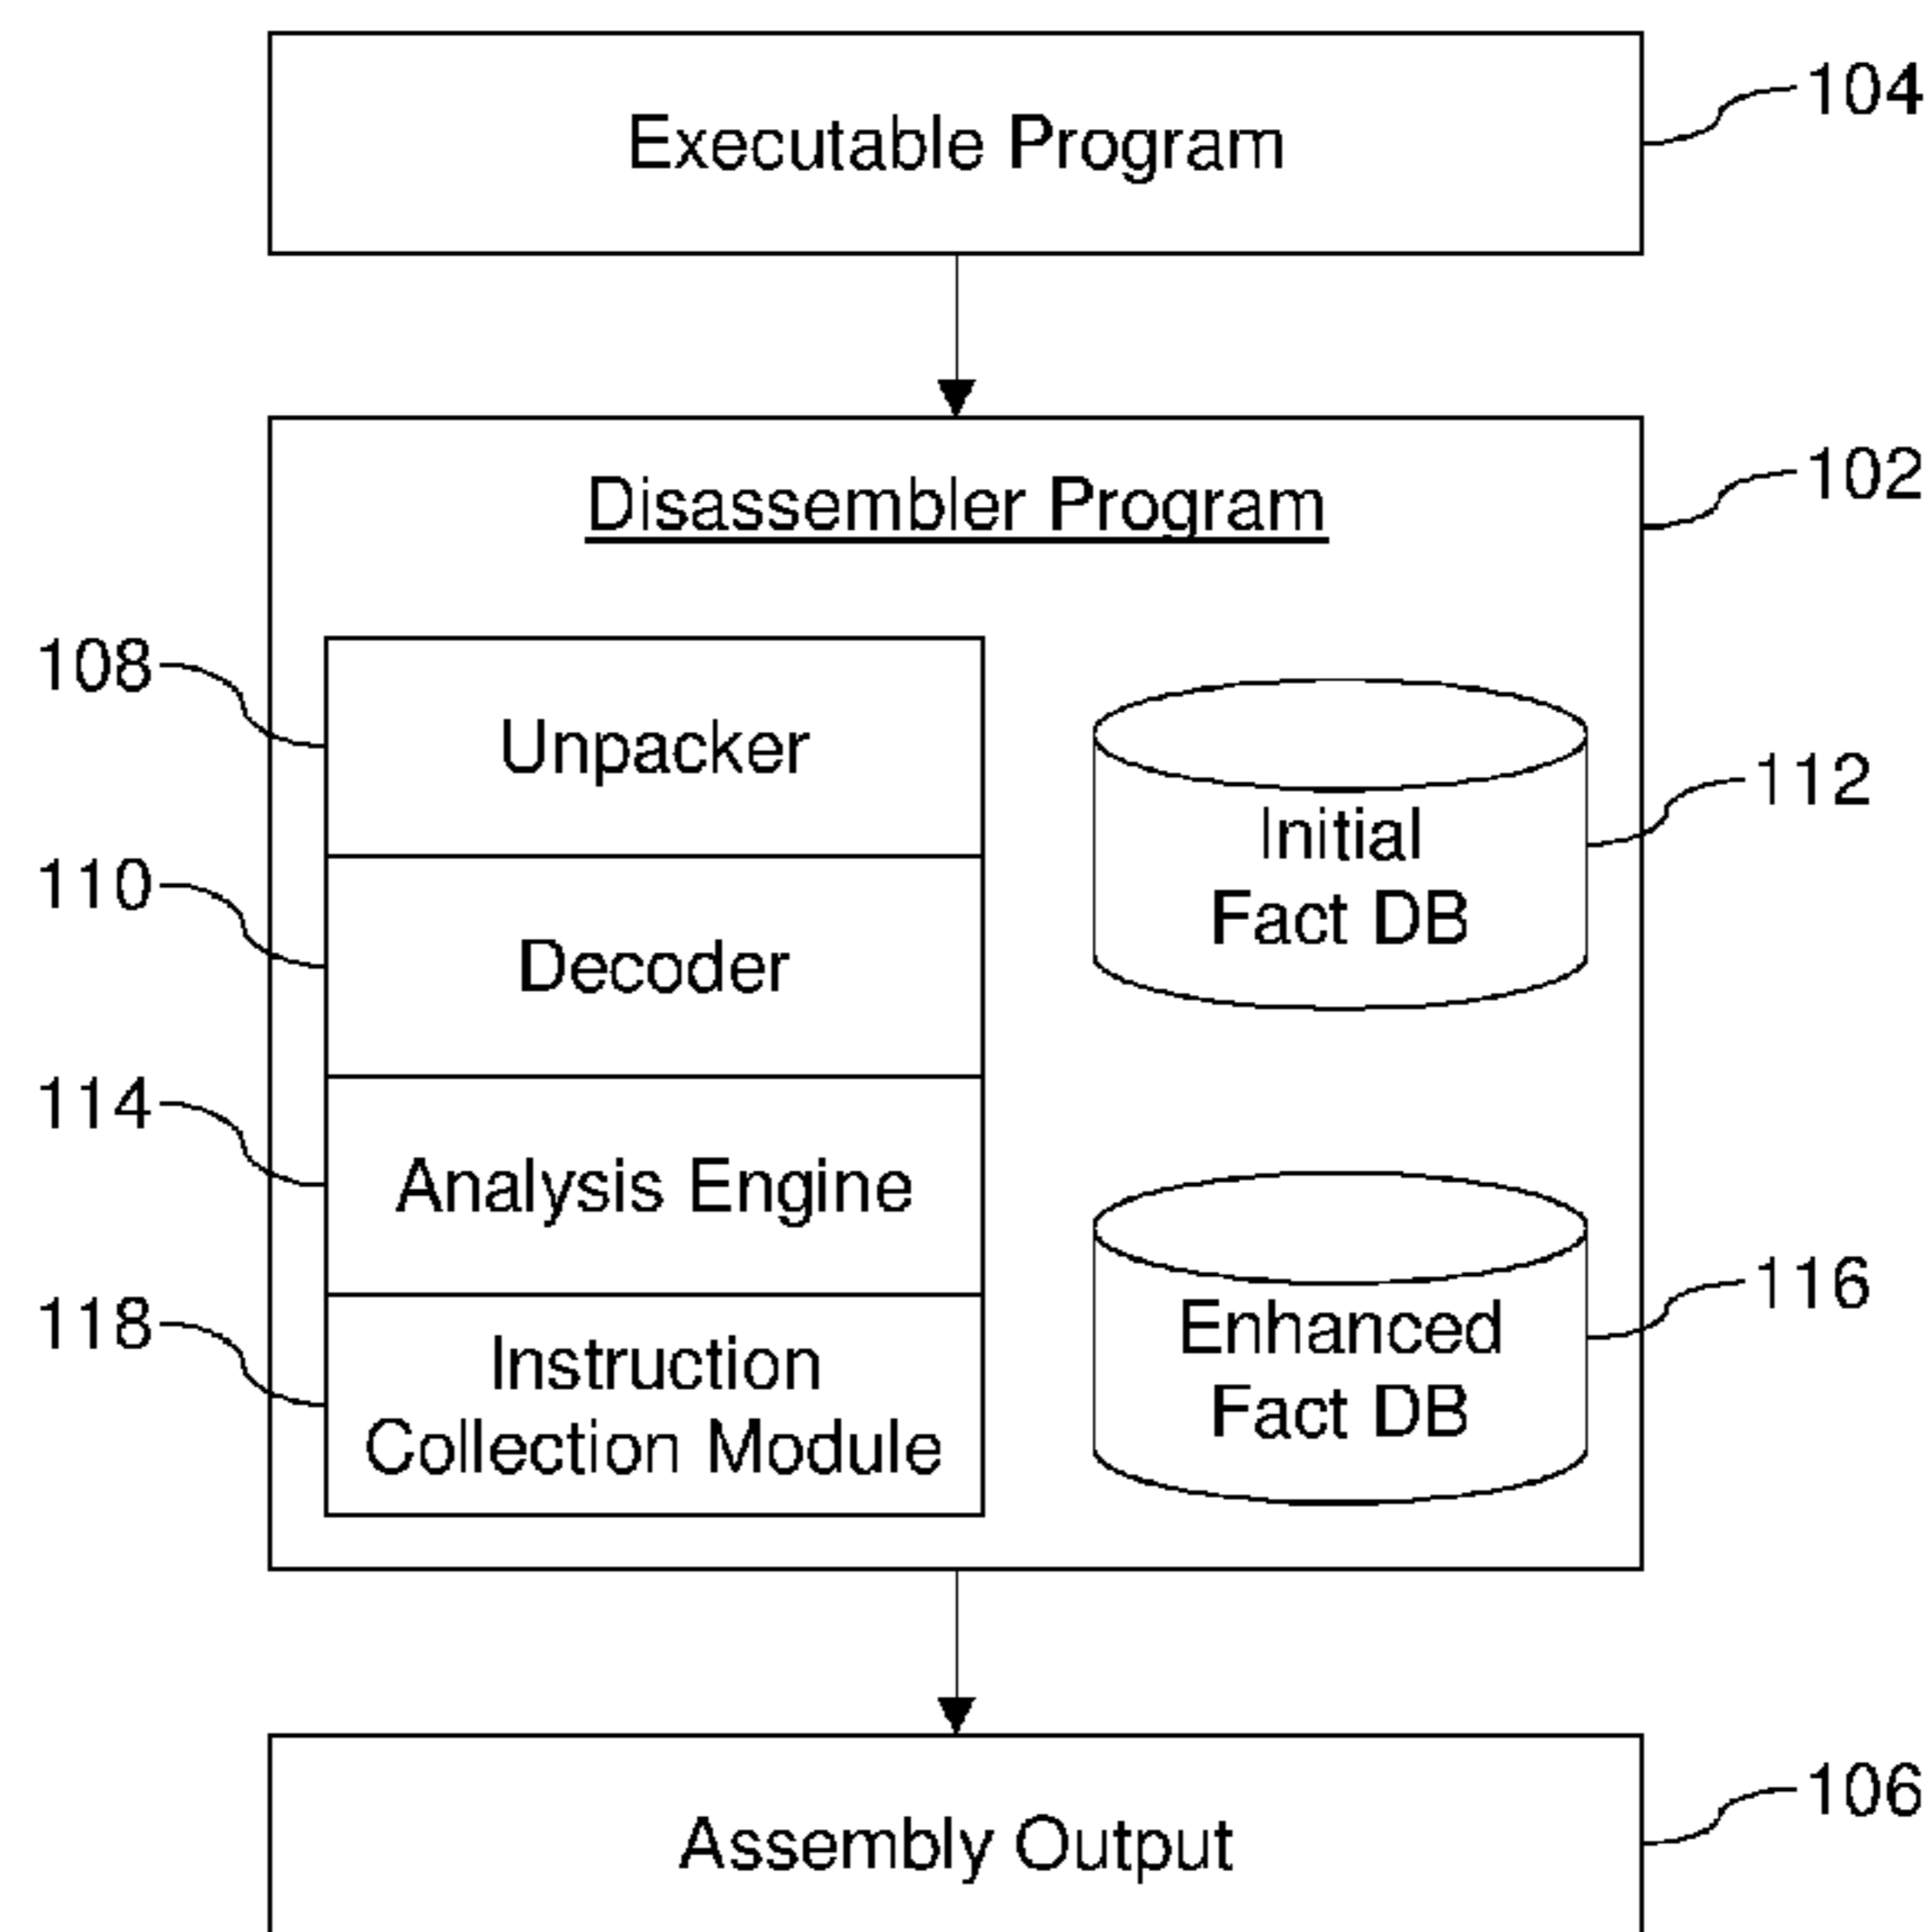 Executable Program
104
Disassembler Program
102
108
Unpacker
110
Decoder
114
Analysis Engine
118
Instruction
Collection Module
Initial
Fact DB
112
Enhanced
Fact DB
116
Assembly Output
106